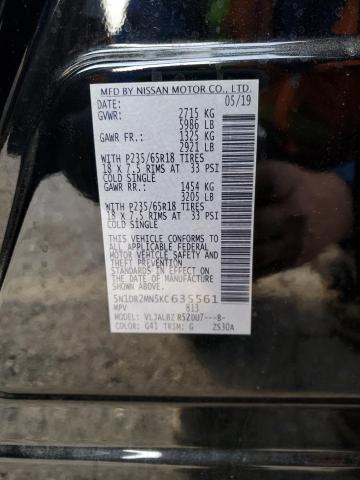 MFD BY NISSAN MOTOR CO., LTD.
DATE: 05/19
GVWR: 2715 KG
5986 LB
GAWR FR.: 1325 KG
2921 LB
WITH P235/65R18 TIRES
18 X 7.5 RIMS AT 33 PSI
COLD SINGLE
GAWR RR.: 1454 KG
3205 LB
WITH P235/65R18 TIRES
18 X 7.5 RIMS AT 33 PSI
COLD SINGLE
THIS VEHICLE CONFORMS TO
ALL APPLICABLE FEDERAL
MOTOR VEHICLE SAFETY
STANDARDS IN EFFECT ON THE
DATE OF MANUFACTURE
SHOWN ABOVE.
5N1DR2MN5KC635561
MPV 813
MODEL: VLJALBZ R52DU7---B-
COLOR: G41 TRIM: G 2S30A